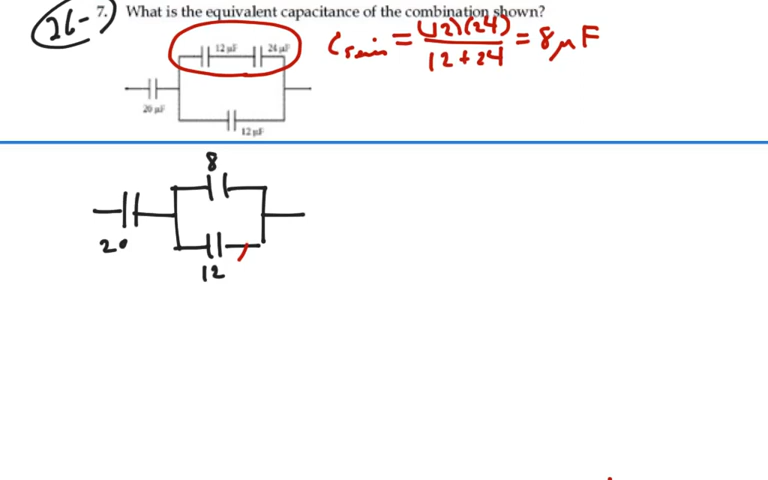 26-7. What is the equivalent capacitance of the combination shown?
12 µF 24 µF
C series = (12)(24) / 12 + 24 = 8 µF
20 µF
12 µF
8
20
12